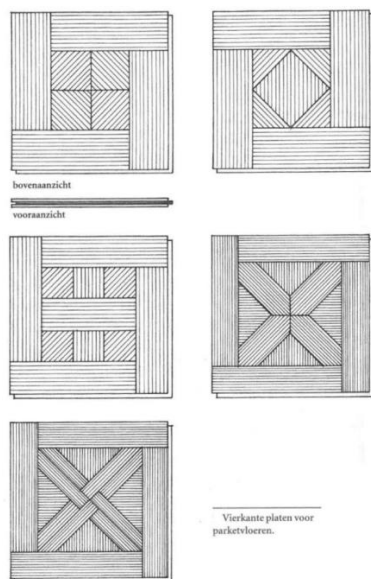 bovenaanzicht
vooraanzicht
Vierkante platen voor
parketvloeren.